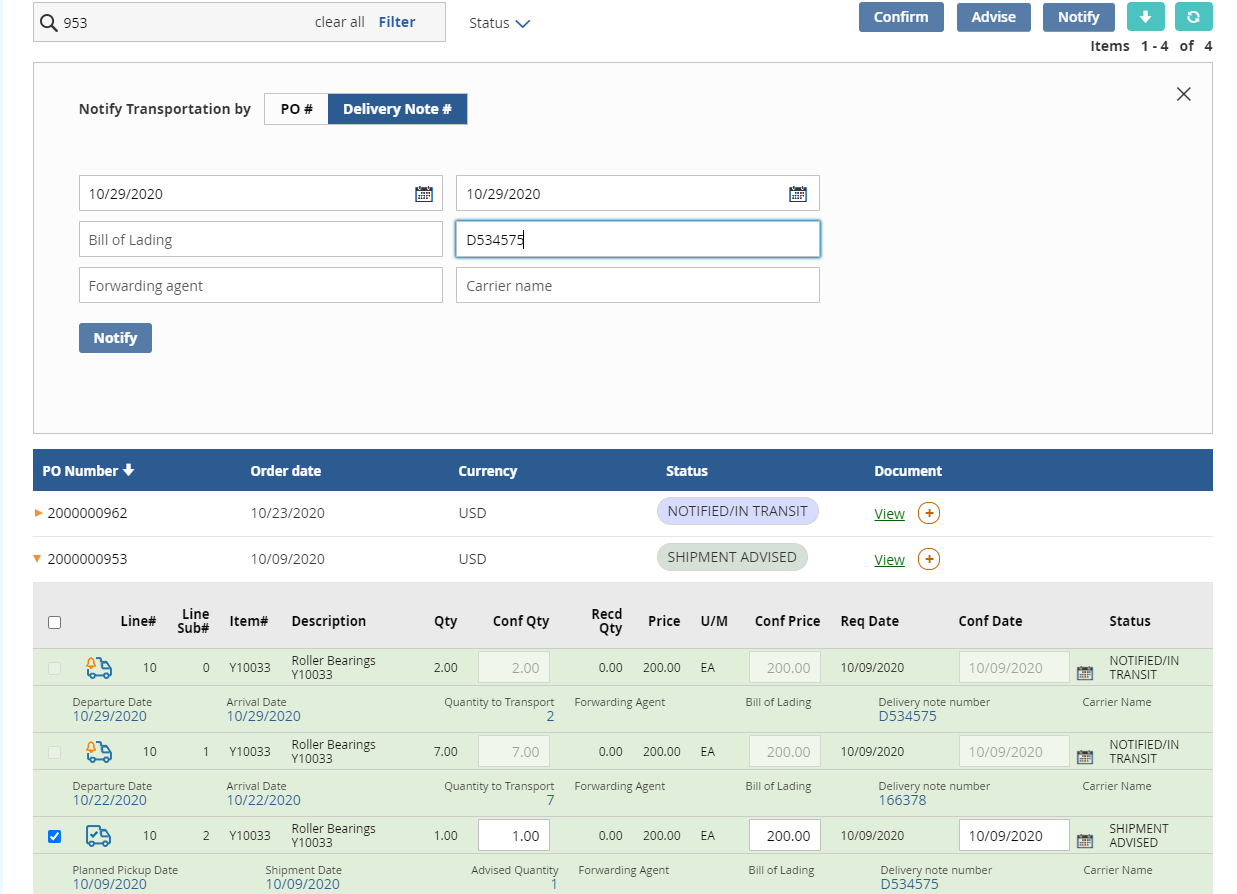 953 clear all Filter Status Confirm Advise Notify
Items 1 - 4 of 4
Notify Transportation by PO # Delivery Note #
10/29/2020 10/29/2020
Bill of Lading D534575
Forwarding agent Carrier name
Notify
PO Number Order date Currency Status Document
2000000962 10/23/2020 USD NOTIFIED/IN TRANSIT View
2000000953 10/09/2020 USD SHIPMENT ADVISED View
Line# Line Sub# Item# Description Qty Conf Qty Recd Qty Price U/M Conf Price Req Date Conf Date Status
10 0 Y10033 Roller Bearings Y10033 2.00 2.00 0.00 200.00 EA 200.00 10/09/2020 10/09/2020 NOTIFIED/IN TRANSIT
Departure Date Arrival Date Quantity to Transport Forwarding Agent Bill of Lading Delivery note number Carrier Name
10/29/2020 10/29/2020 2 D534575
10 1 Y10033 Roller Bearings Y10033 7.00 7.00 0.00 200.00 EA 200.00 10/09/2020 10/09/2020 NOTIFIED/IN TRANSIT
Departure Date Arrival Date Quantity to Transport Forwarding Agent Bill of Lading Delivery note number Carrier Name
10/22/2020 10/22/2020 7 166378
10 2 Y10033 Roller Bearings Y10033 1.00 1.00 0.00 200.00 EA 200.00 10/09/2020 10/09/2020 SHIPMENT ADVISED
Planned Pickup Date Shipment Date Advised Quantity Forwarding Agent Bill of Lading Delivery note number Carrier Name
10/09/2020 10/09/2020 1 D534575